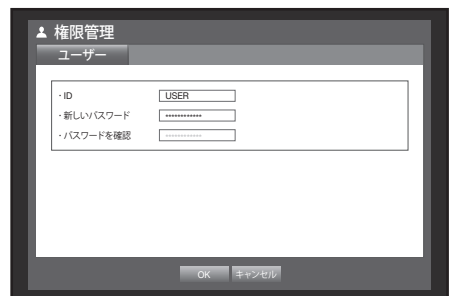 権限管理
ユーザー
· ID USER
· 新しいパスワード ************
· パスワードを確認 ************
OK キャンセル